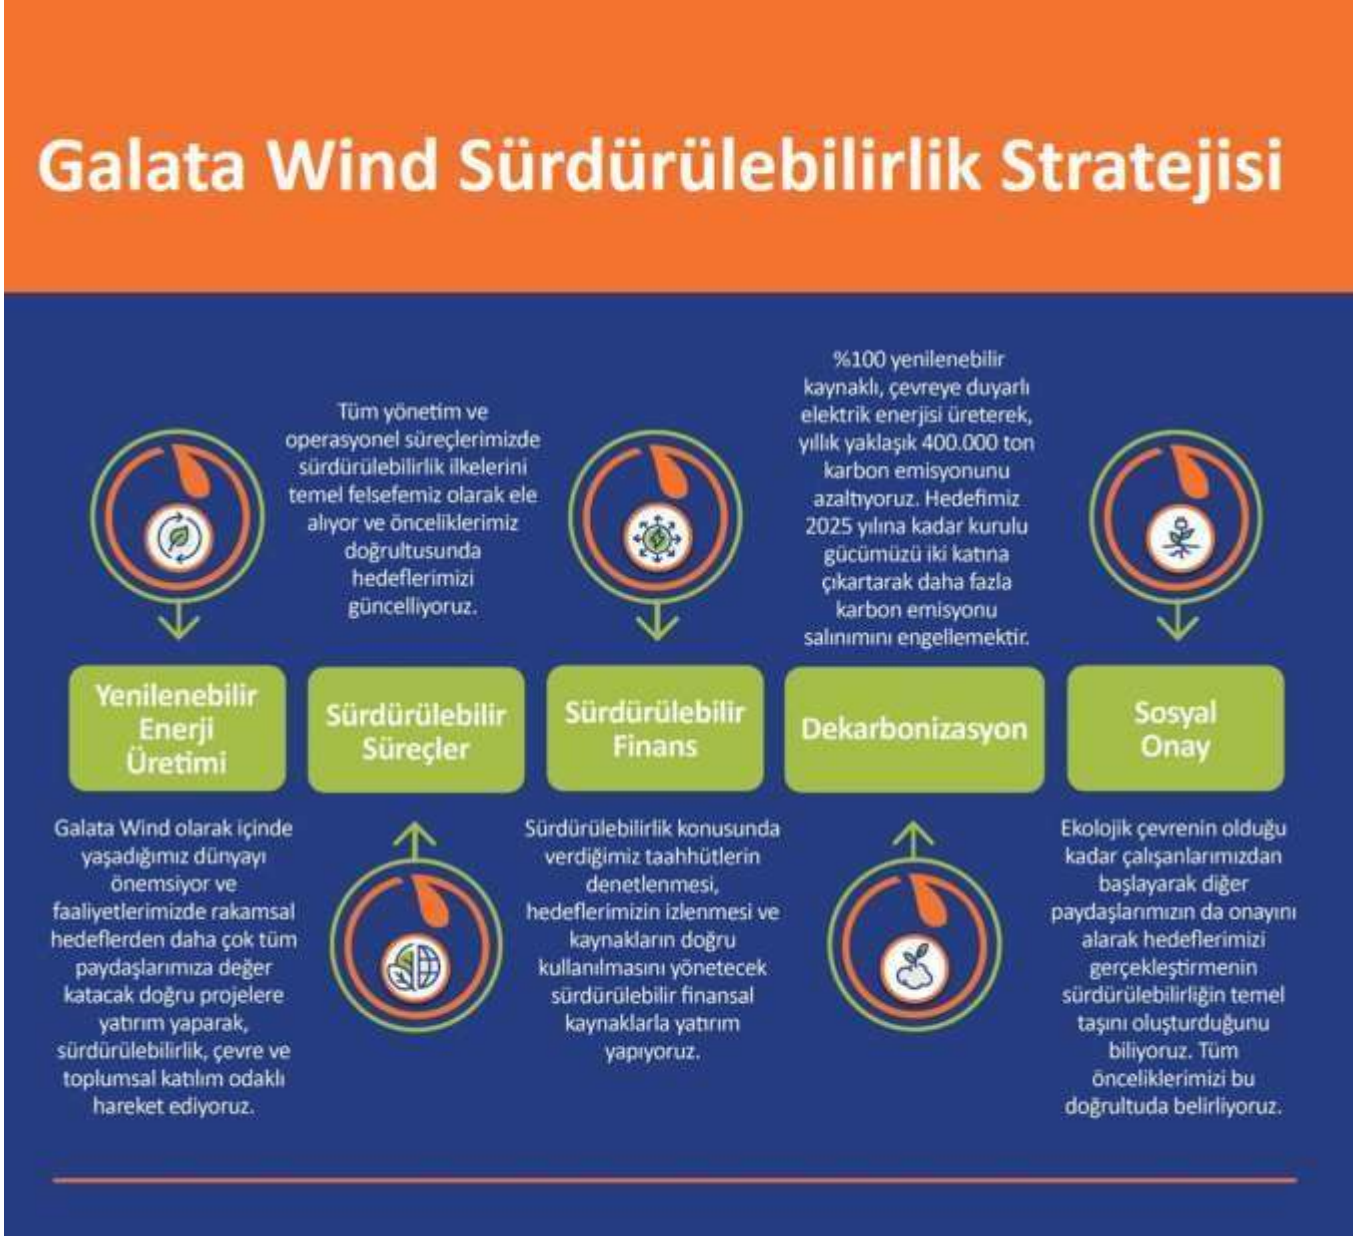 Galata Wind Sürdürülebilirlik Stratejisi
Yenilenebilir
Enerji
Üretimi
Galata Wind olarak içinde
yaşadığımız dünyayı
önemsiyor ve
faaliyetlerimizde rakamsal
hedeflerden daha çok tüm
paydaşlarımıza değer
katacak doğru projelere
yatırım yaparak,
sürdürülebilirlik, çevre ve
toplumsal katılım odaklı
hareket ediyoruz.
Tüm yönetim ve
operasyonel süreçlerimizde
sürdürülebilirlik ilkelerini
temel felsefemiz olarak ele
alıyor ve önceliklerimiz
doğrultusunda
hedeflerimizi
güncelliyoruz.
Sürdürülebilir
Süreçler
Sürdürülebilir
Finans
Sürdürülebilirlik konusunda
verdiğimiz taahhütlerin
denetlenmesi,
hedeflerimizin izlenmesi ve
kaynakların doğru
kullanılmasını yönetecek
sürdürülebilir finansal
kaynaklarla yatırım
yapıyoruz.
%100 yenilenebilir
kaynaklı, çevreye duyarlı
elektrik enerjisi üreterek,
yıllık yaklaşık 400.000 ton
karbon emisyonunu
azaltıyoruz. Hedefimiz
2025 yılına kadar kurulu
gücümüzü iki katına
çıkartarak daha fazla
karbon emisyonu
salınımını engellemektir.
Dekarbonizasyon
Sosyal
Onay
Ekolojik çevrenin olduğu
kadar çalışanlarımızdan
başlayarak diğer
paydaşlarımızın da onayını
alarak hedeflerimizi
gerçekleştirmenin
sürdürülebilirliğin temel
taşını oluşturduğunu
biliyoruz. Tüm
önceliklerimizi bu
doğrultuda belirliyoruz.